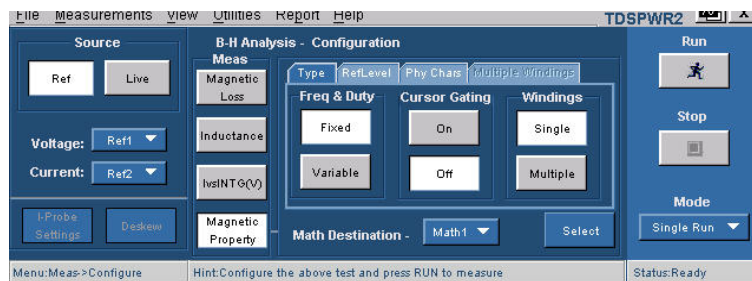 File Measurements View Utilities Report Help
TDSPWR2
X
Source
Ref
Live
Voltage: Ref1
Current: Ref2
I-Probe
Settings
Deskew
B-H Analysis - Configuration
Meas
Magnetic
Loss
Inductance
IvsINTG(V)
Magnetic
Property
Type RefLevel Phy Chars Multiple Windings
Freq & Duty
Fixed
Variable
Cursor Gating
On
Off
Windings
Single
Multiple
Math Destination - Math1
Select
Run
Stop
Mode
Single Run
Menu:Meas->Configure
Hint:Configure the above test and press RUN to measure
Status:Ready